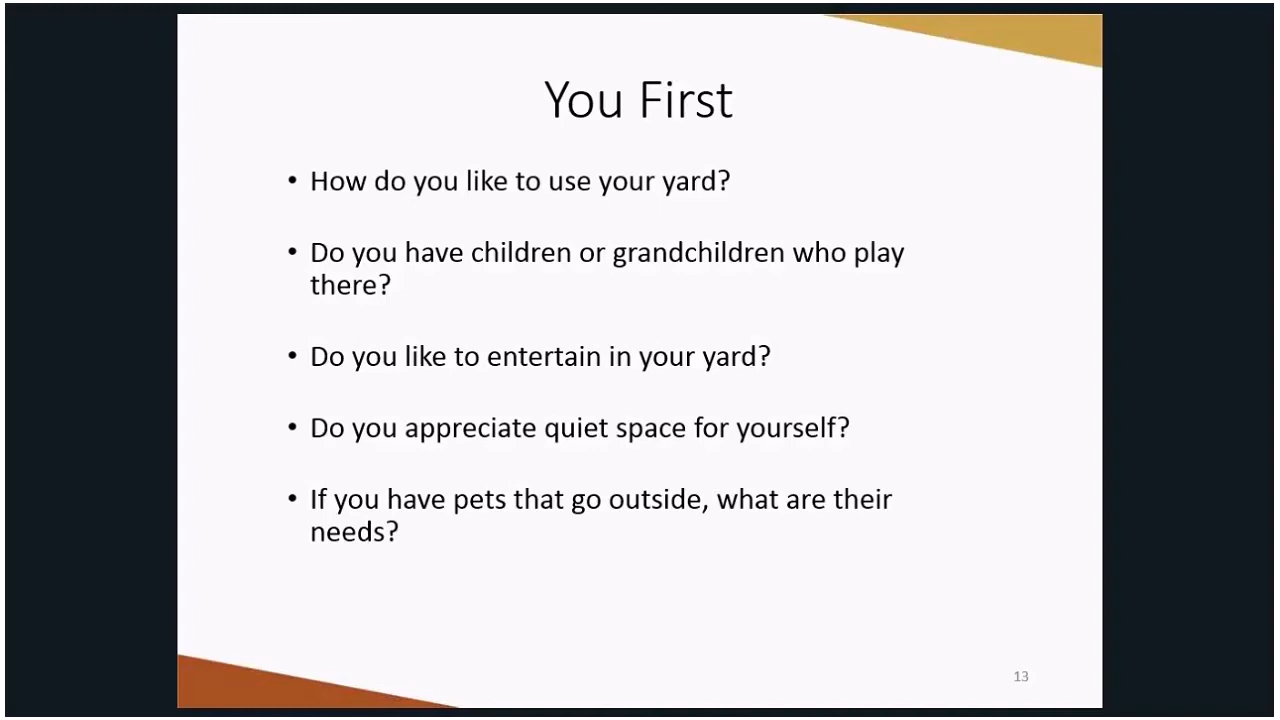 You First
• How do you like to use your yard?
• Do you have children or grandchildren who play
there?
• Do you like to entertain in your yard?
• Do you appreciate quiet space for yourself?
• If you have pets that go outside, what are their
needs?
13